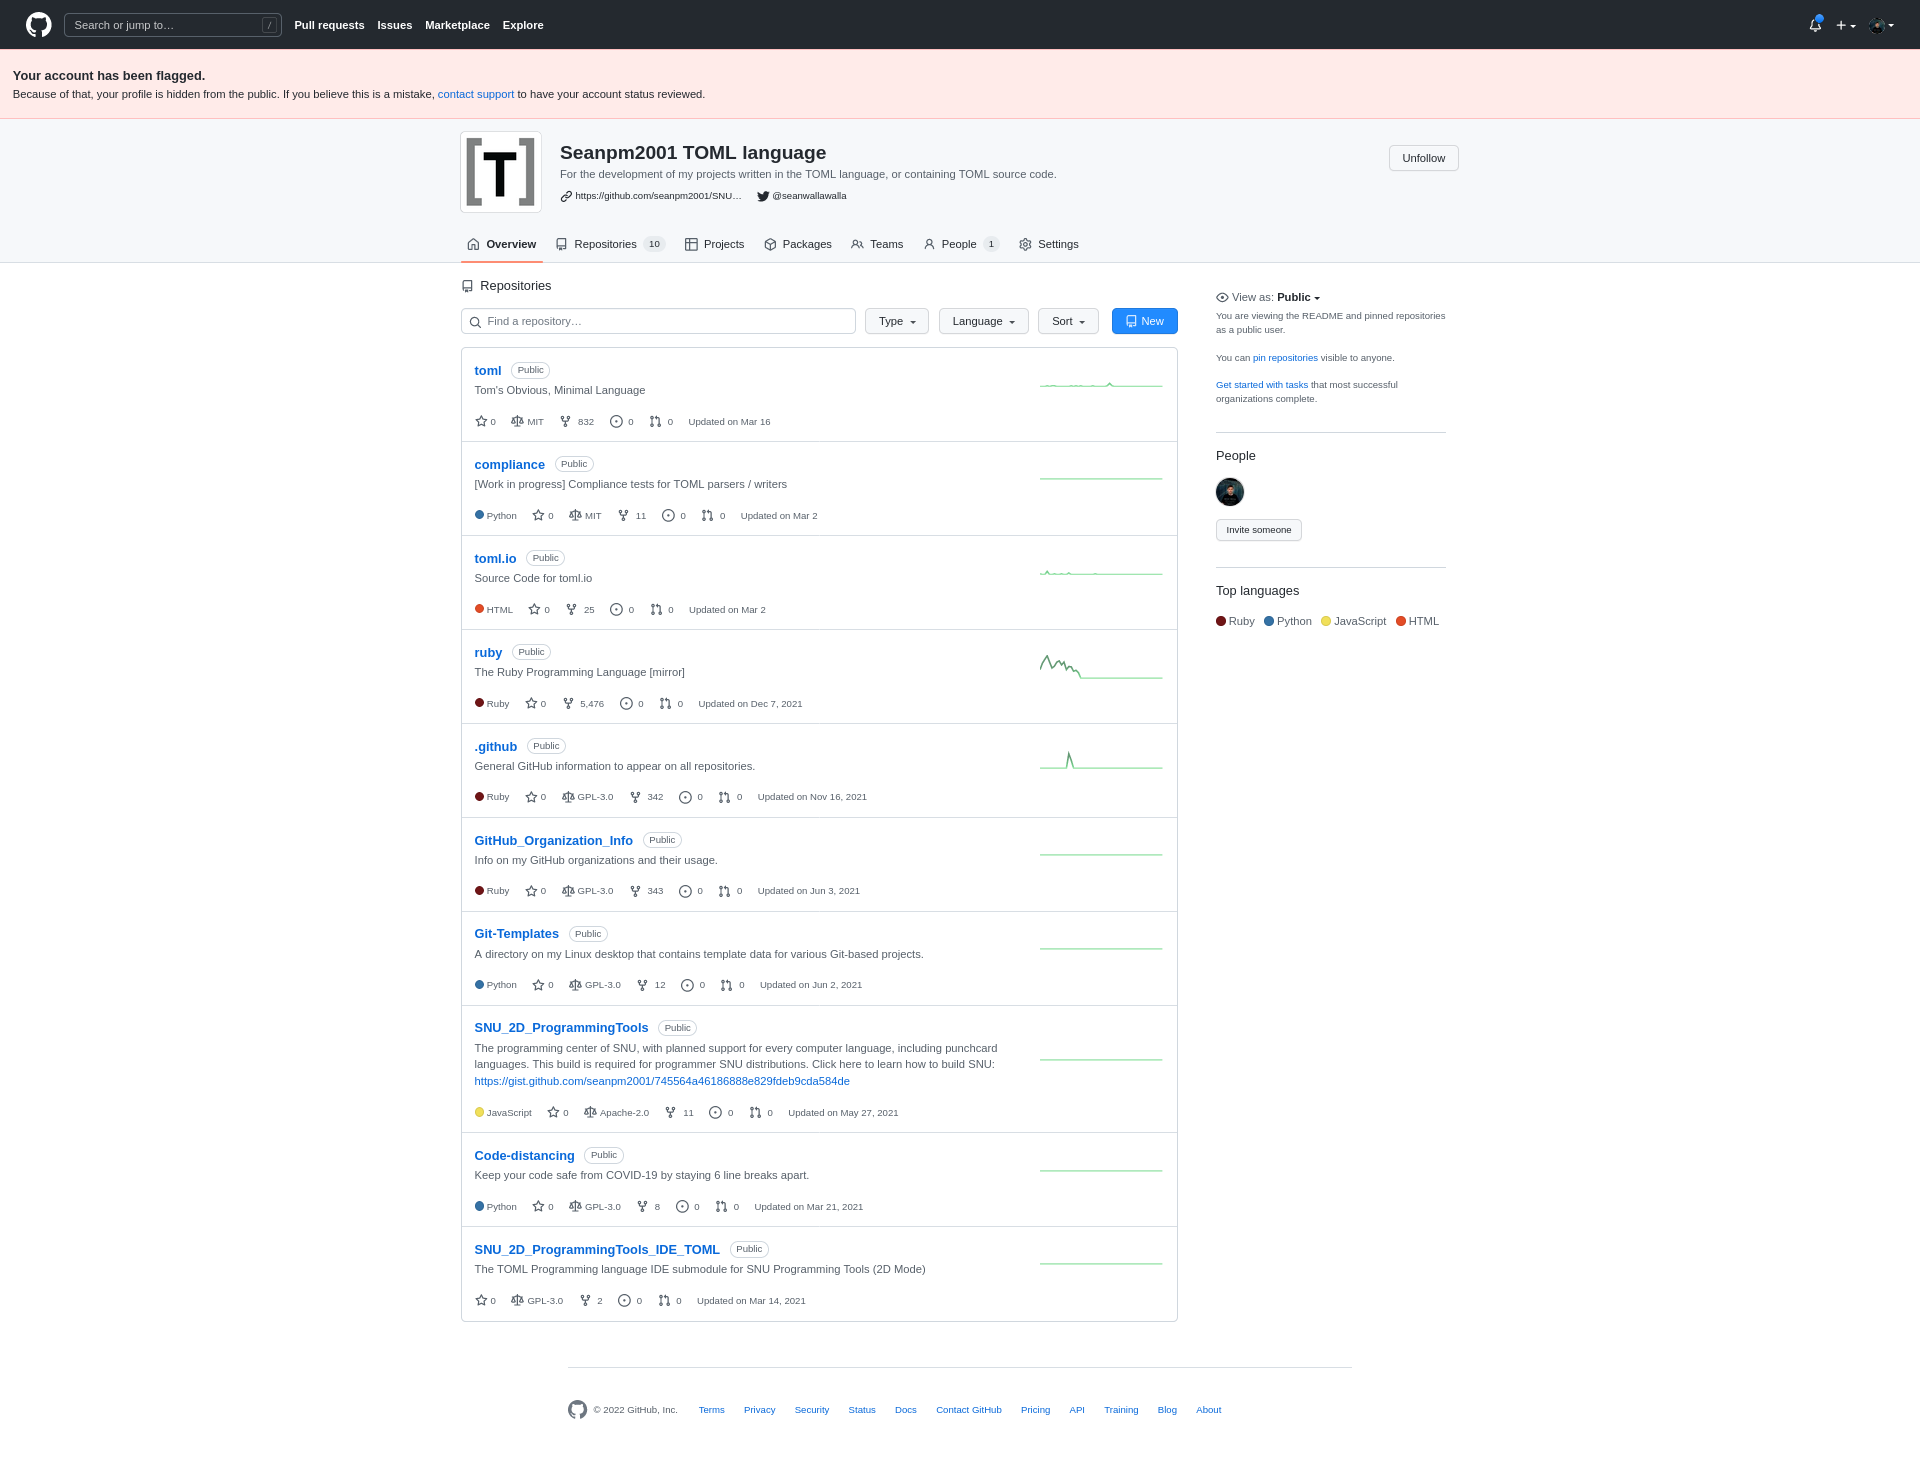 Search or jump to…
/
Pull requests Issues Marketplace Explore
Your account has been flagged.
Because of that, your profile is hidden from the public. If you believe this is a mistake, contact support to have your account status reviewed.
[T]
Seanpm2001 TOML language
For the development of my projects written in the TOML language, or containing TOML source code.
https://github.com/seanpm2001/SNU… @seanwallawalla
Unfollow
Overview Repositories 10 Projects Packages Teams People 1 Settings
Repositories
Find a repository… Type Language Sort New
toml Public
Tom's Obvious, Minimal Language
0 MIT 832 0 0 Updated on Mar 16
compliance Public
[Work in progress] Compliance tests for TOML parsers / writers
Python 0 MIT 11 0 0 Updated on Mar 2
toml.io Public
Source Code for toml.io
HTML 0 25 0 0 Updated on Mar 2
ruby Public
The Ruby Programming Language [mirror]
Ruby 0 5,476 0 0 Updated on Dec 7, 2021
.github Public
General GitHub information to appear on all repositories.
Ruby 0 GPL-3.0 342 0 0 Updated on Nov 16, 2021
GitHub_Organization_Info Public
Info on my GitHub organizations and their usage.
Ruby 0 GPL-3.0 343 0 0 Updated on Jun 3, 2021
Git-Templates Public
A directory on my Linux desktop that contains template data for various Git-based projects.
Python 0 GPL-3.0 12 0 0 Updated on Jun 2, 2021
SNU_2D_ProgrammingTools Public
The programming center of SNU, with planned support for every computer language, including punchcard
languages. This build is required for programmer SNU distributions. Click here to learn how to build SNU:
https://gist.github.com/seanpm2001/745564a46186888e829fdeb9cda584de
JavaScript 0 Apache-2.0 11 0 0 Updated on May 27, 2021
Code-distancing Public
Keep your code safe from COVID-19 by staying 6 line breaks apart.
Python 0 GPL-3.0 8 0 0 Updated on Mar 21, 2021
SNU_2D_ProgrammingTools_IDE_TOML Public
The TOML Programming language IDE submodule for SNU Programming Tools (2D Mode)
0 GPL-3.0 2 0 0 Updated on Mar 14, 2021
View as: Public
You are viewing the README and pinned repositories
as a public user.
You can pin repositories visible to anyone.
Get started with tasks that most successful
organizations complete.
People
Invite someone
Top languages
Ruby Python JavaScript HTML
© 2022 GitHub, Inc. Terms Privacy Security Status Docs Contact GitHub Pricing API Training Blog About